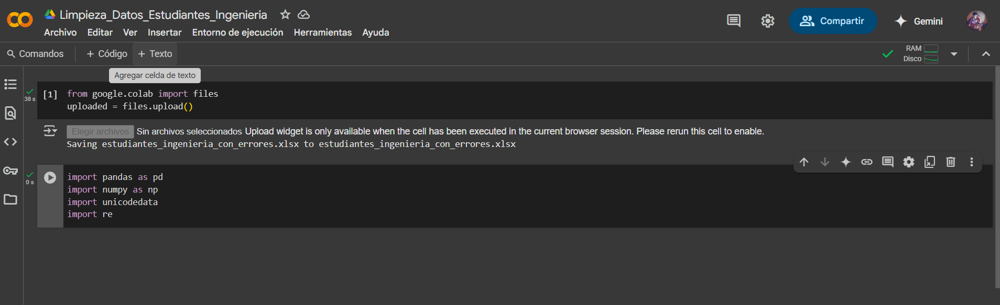 Limpieza_Datos_Estudiantes_Ingenieria
Archivo Editar Ver Insertar Entorno de ejecución Herramientas Ayuda
Compartir
Gemini
Comandos + Código + Texto
RAM
Disco
Agregar celda de texto
38 s
[1]
from google.colab import files
uploaded = files.upload()
Elegir archivos Sin archivos seleccionados Upload widget is only available when the cell has been executed in the current browser session. Please rerun this cell to enable.
Saving estudiantes_ingenieria_con_errores.xlsx to estudiantes_ingenieria_con_errores.xlsx
0 s
import pandas as pd
import numpy as np
import unicodedata
import re